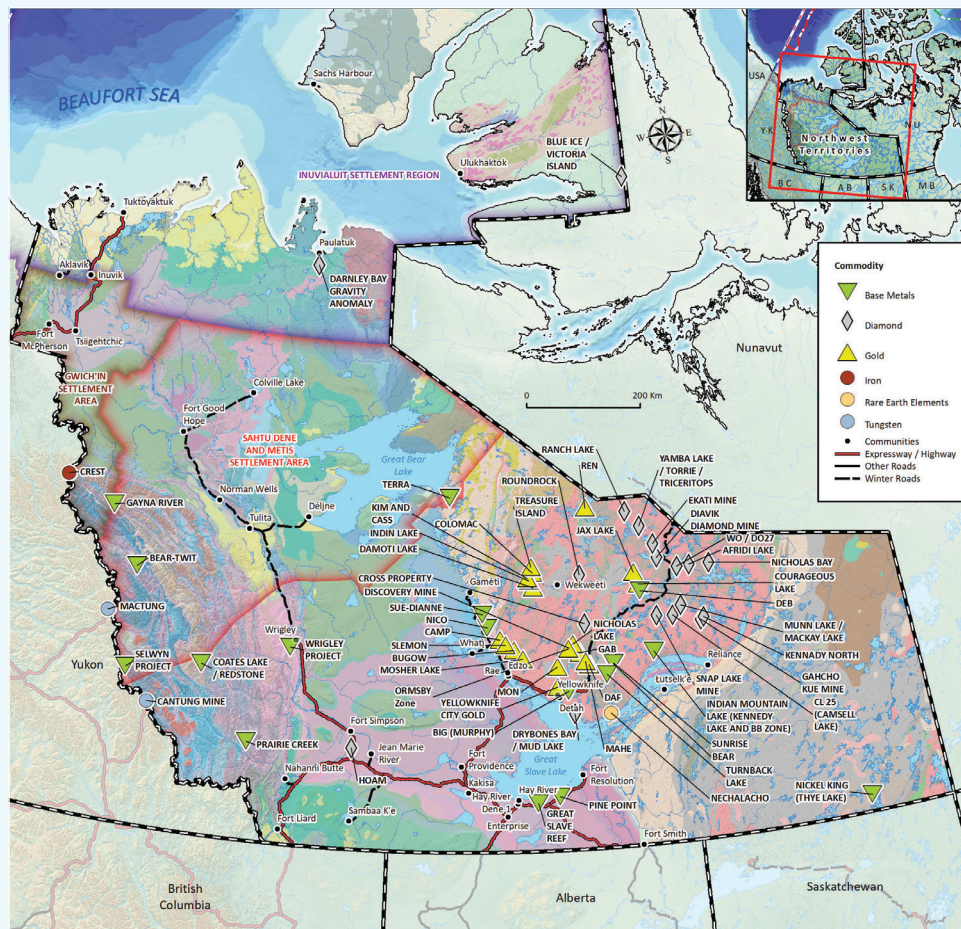 BEAUFORT SEA
Sachs Harbour
Ulukhaktok
BLUE ICE /
VICTORIA
ISLAND
INUVIALUIT SETTLEMENT REGION
USA
YK
NU
Northwest
Territories
BC
AB
SK
MB
N
W
E
S
Tuktoyaktuk
Aklavik
Inuvik
Paulatuk
DARNLEY BAY
GRAVITY
ANOMALY
Fort
McPherson
Tsiigehtchic
GWICH'IN
SETTLEMENT
AREA
Commodity
Base Metals
Diamond
Gold
Iron
Rare Earth Elements
Tungsten
Communities
Expressway / Highway
Other Roads
Winter Roads
Nunavut
0
200 Km
Colville Lake
Fort Good
Hope
SAHTU DENE
AND METIS
SETTLEMENT AREA
Great Bear
Lake
Norman Wells
Tulita
Déljne
CREST
GAYNA RIVER
BEAR-TWIT
MACTUNG
SELWYN
PROJECT
COATES LAKE
/ REDSTONE
CANTUNG MINE
PRAIRIE CREEK
Yukon
Wrigley
WRIGLEY
PROJECT
TERRA
KIM AND
CASS
COLOMAC
INDIN LAKE
DAMOTI LAKE
CROSS PROPERTY
DISCOVERY MINE
SUE-DIANNE
NICO
CAMP
SLEMON
BUGOW
MOSHER LAKE
ORMSBY
Zone
MON
YELLOWKNIFE
CITY GOLD
BIG (MURPHY)
DRYBONES BAY
/ MUD LAKE
RANCH LAKE
REN
ROUNDROCK
TREASURE
ISLAND
JAX LAKE
YAMBA LAKE
/ TORRIE /
TRICERITOPS
EKATI MINE
DIAVIK
DIAMOND MINE
WO / DO27
AFRIDI LAKE
NICHOLAS BAY
COURAGEOUS
LAKE
DEB
MUNN LAKE /
MACKAY LAKE
KENNADY NORTH
GAHCHO
KUE MINE
CL 25
(CAMSELL
LAKE)
SNAP LAKE
MINE
INDIAN MOUNTAIN
LAKE (KENNEDY
LAKE AND BB ZONE)
SUNRISE
BEAR
TURNBACK
LAKE
NECHALACHO
NICHOLAS
LAKE
GAB
DAF
MAHE
NICKEL KING
(THYE LAKE)
Gamètì
Wekweètì
Whatì
Rae
Edzo
Yellowknife
Detah
Reliance
Łutselk'e
Great
Slave Lake
Fort Simpson
Jean Marie
River
HOAM
Nahanni Butte
Sambaa K'e
Fort Liard
Fort
Providence
Kakisa
Hay River
Dene 1
Hay River
Enterprise
Fort
Resolution
PINE POINT
GREAT
SLAVE
REEF
Fort Smith
British
Columbia
Alberta
Saskatchewan